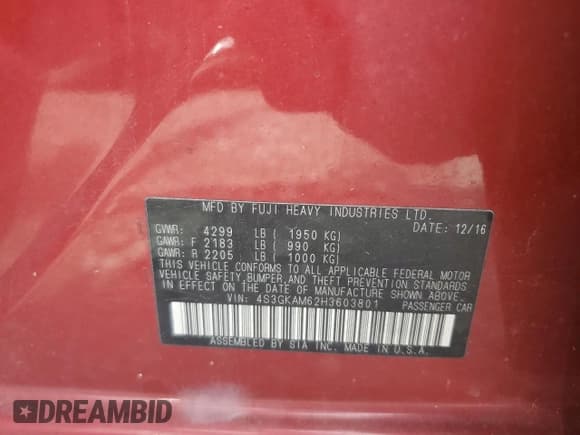 MFD BY FUJI HEAVY INDUSTRIES LTD.
DATE: 12/16
GVWR: 4299 LB ( 1950 KG)
GAWR: F 2183 LB ( 990 KG)
GAWR: R 2205 LB ( 1000 KG)
THIS VEHICLE CONFORMS TO ALL APPLICABLE FEDERAL MOTOR
VEHICLE SAFETY, BUMPER, AND THEFT PREVENTION STANDARDS
IN EFFECT ON THE DATE OF MANUFACTURE SHOWN ABOVE.
VIN: 4S3GKAM62H3603801 PASSENGER CAR
ASSEMBLED BY SIA INC. MADE IN U.S.A.
DREAMBID